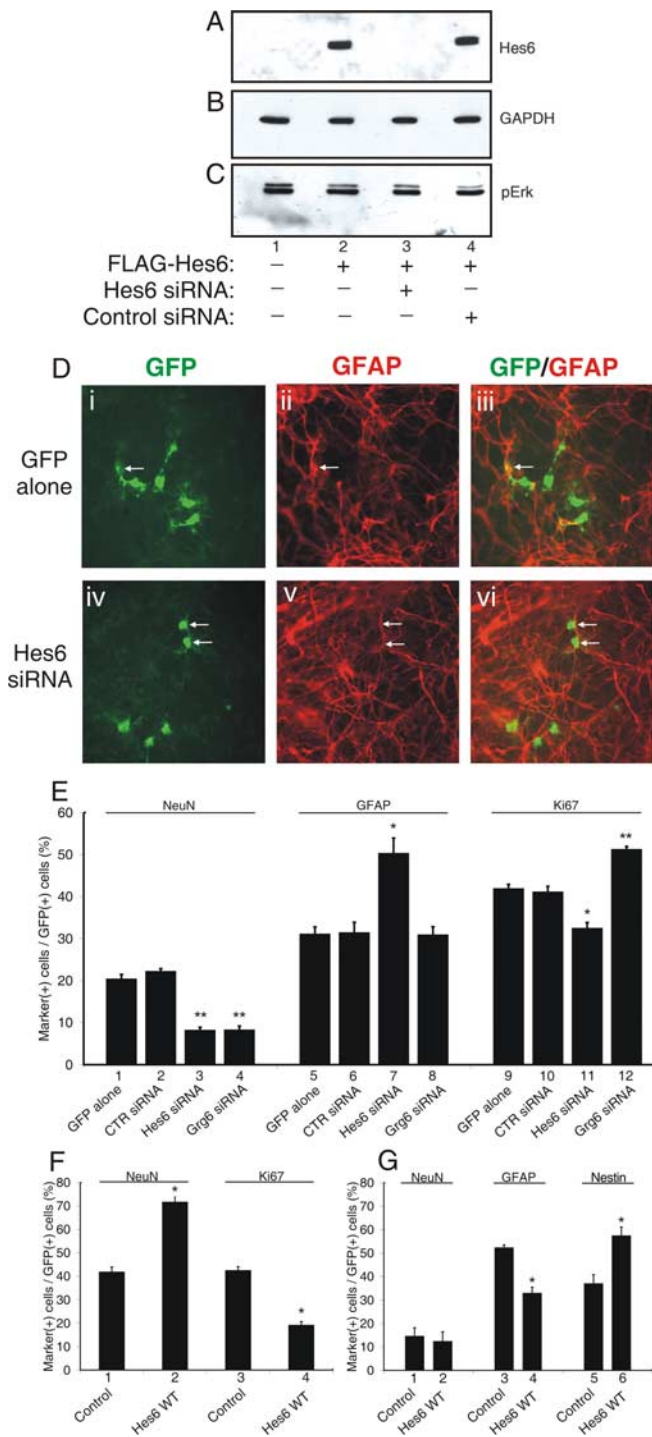 A
Hes6
B
GAPDH
C
pErk
1 2 3 4
FLAG-Hes6: – + + +
Hes6 siRNA: – – + –
Control siRNA: – – – +
D
GFP GFAP GFP/GFAP
GFP alone
i ii iii
Hes6 siRNA
iv v vi
E
NeuN GFAP Ki67
Marker(+) cells / GFP(+) cells (%)
60
50
40
30
20
10
0
* ** ** * **
1 2 3 4 5 6 7 8 9 10 11 12
GFP alone CTR siRNA Hes6 siRNA Grg6 siRNA GFP alone CTR siRNA Hes6 siRNA Grg6 siRNA GFP alone CTR siRNA Hes6 siRNA Grg6 siRNA
F
NeuN Ki67
Marker(+) cells / GFP(+) cells (%)
80
70
60
50
40
30
20
10
0
* *
1 2 3 4
Control Hes6 WT Control Hes6 WT
G
NeuN GFAP Nestin
Marker(+) cells / GFP(+) cells (%)
80
70
60
50
40
30
20
10
0
* *
1 2 3 4 5 6
Control Hes6 WT Control Hes6 WT Control Hes6 WT